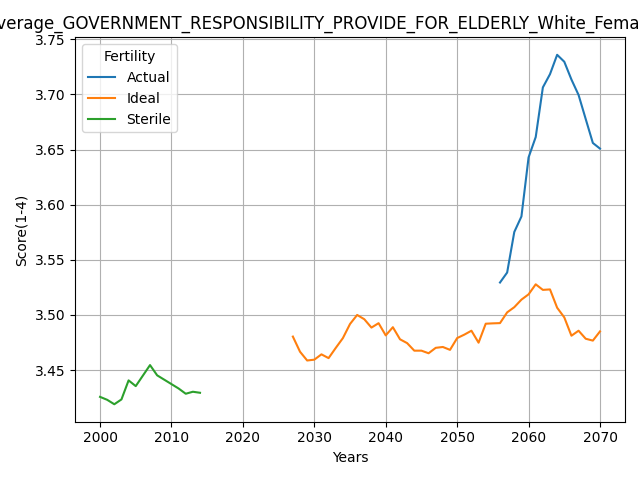 verage_GOVERNMENT_RESPONSIBILITY_PROVIDE_FOR_ELDERLY_White_Fema
3.75
3.70
3.65
3.60
3.55
3.50
3.45
Score(1-4)
Fertility
Actual
Ideal
Sterile
2000 2010 2020 2030 2040 2050 2060 2070
Years